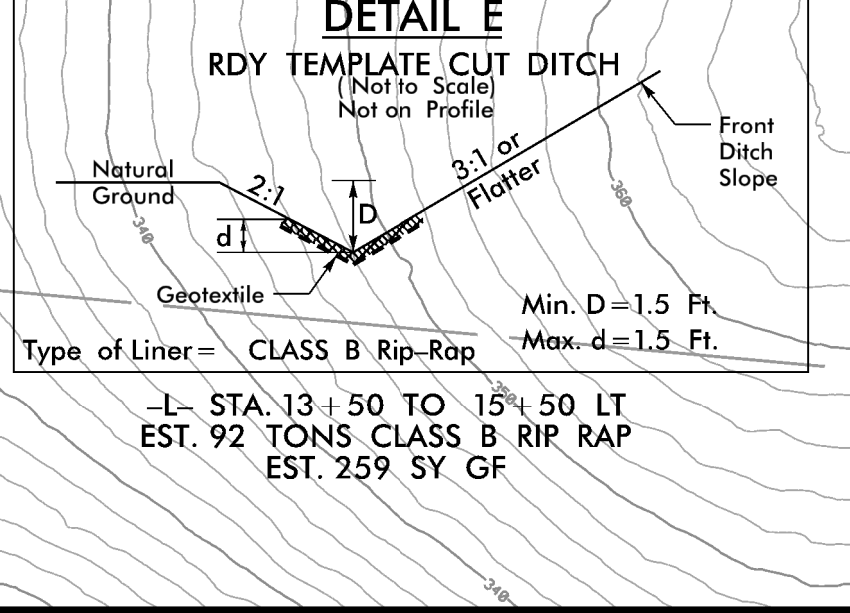 DETAIL E
RDY TEMPLATE CUT DITCH
(Not to Scale)
Not on Profile
Front
Ditch
Slope
3:1 or
Flatter
Natural
Ground
2:1
D
d
360
340
Geotextile
Min. D=1.5 Ft.
Max. d=1.5 Ft.
Type of Liner= CLASS B Rip-Rap
350
-L- STA. 13+50 TO 15+50 LT
EST. 92 TONS CLASS B RIP RAP
EST. 259 SY GF
340